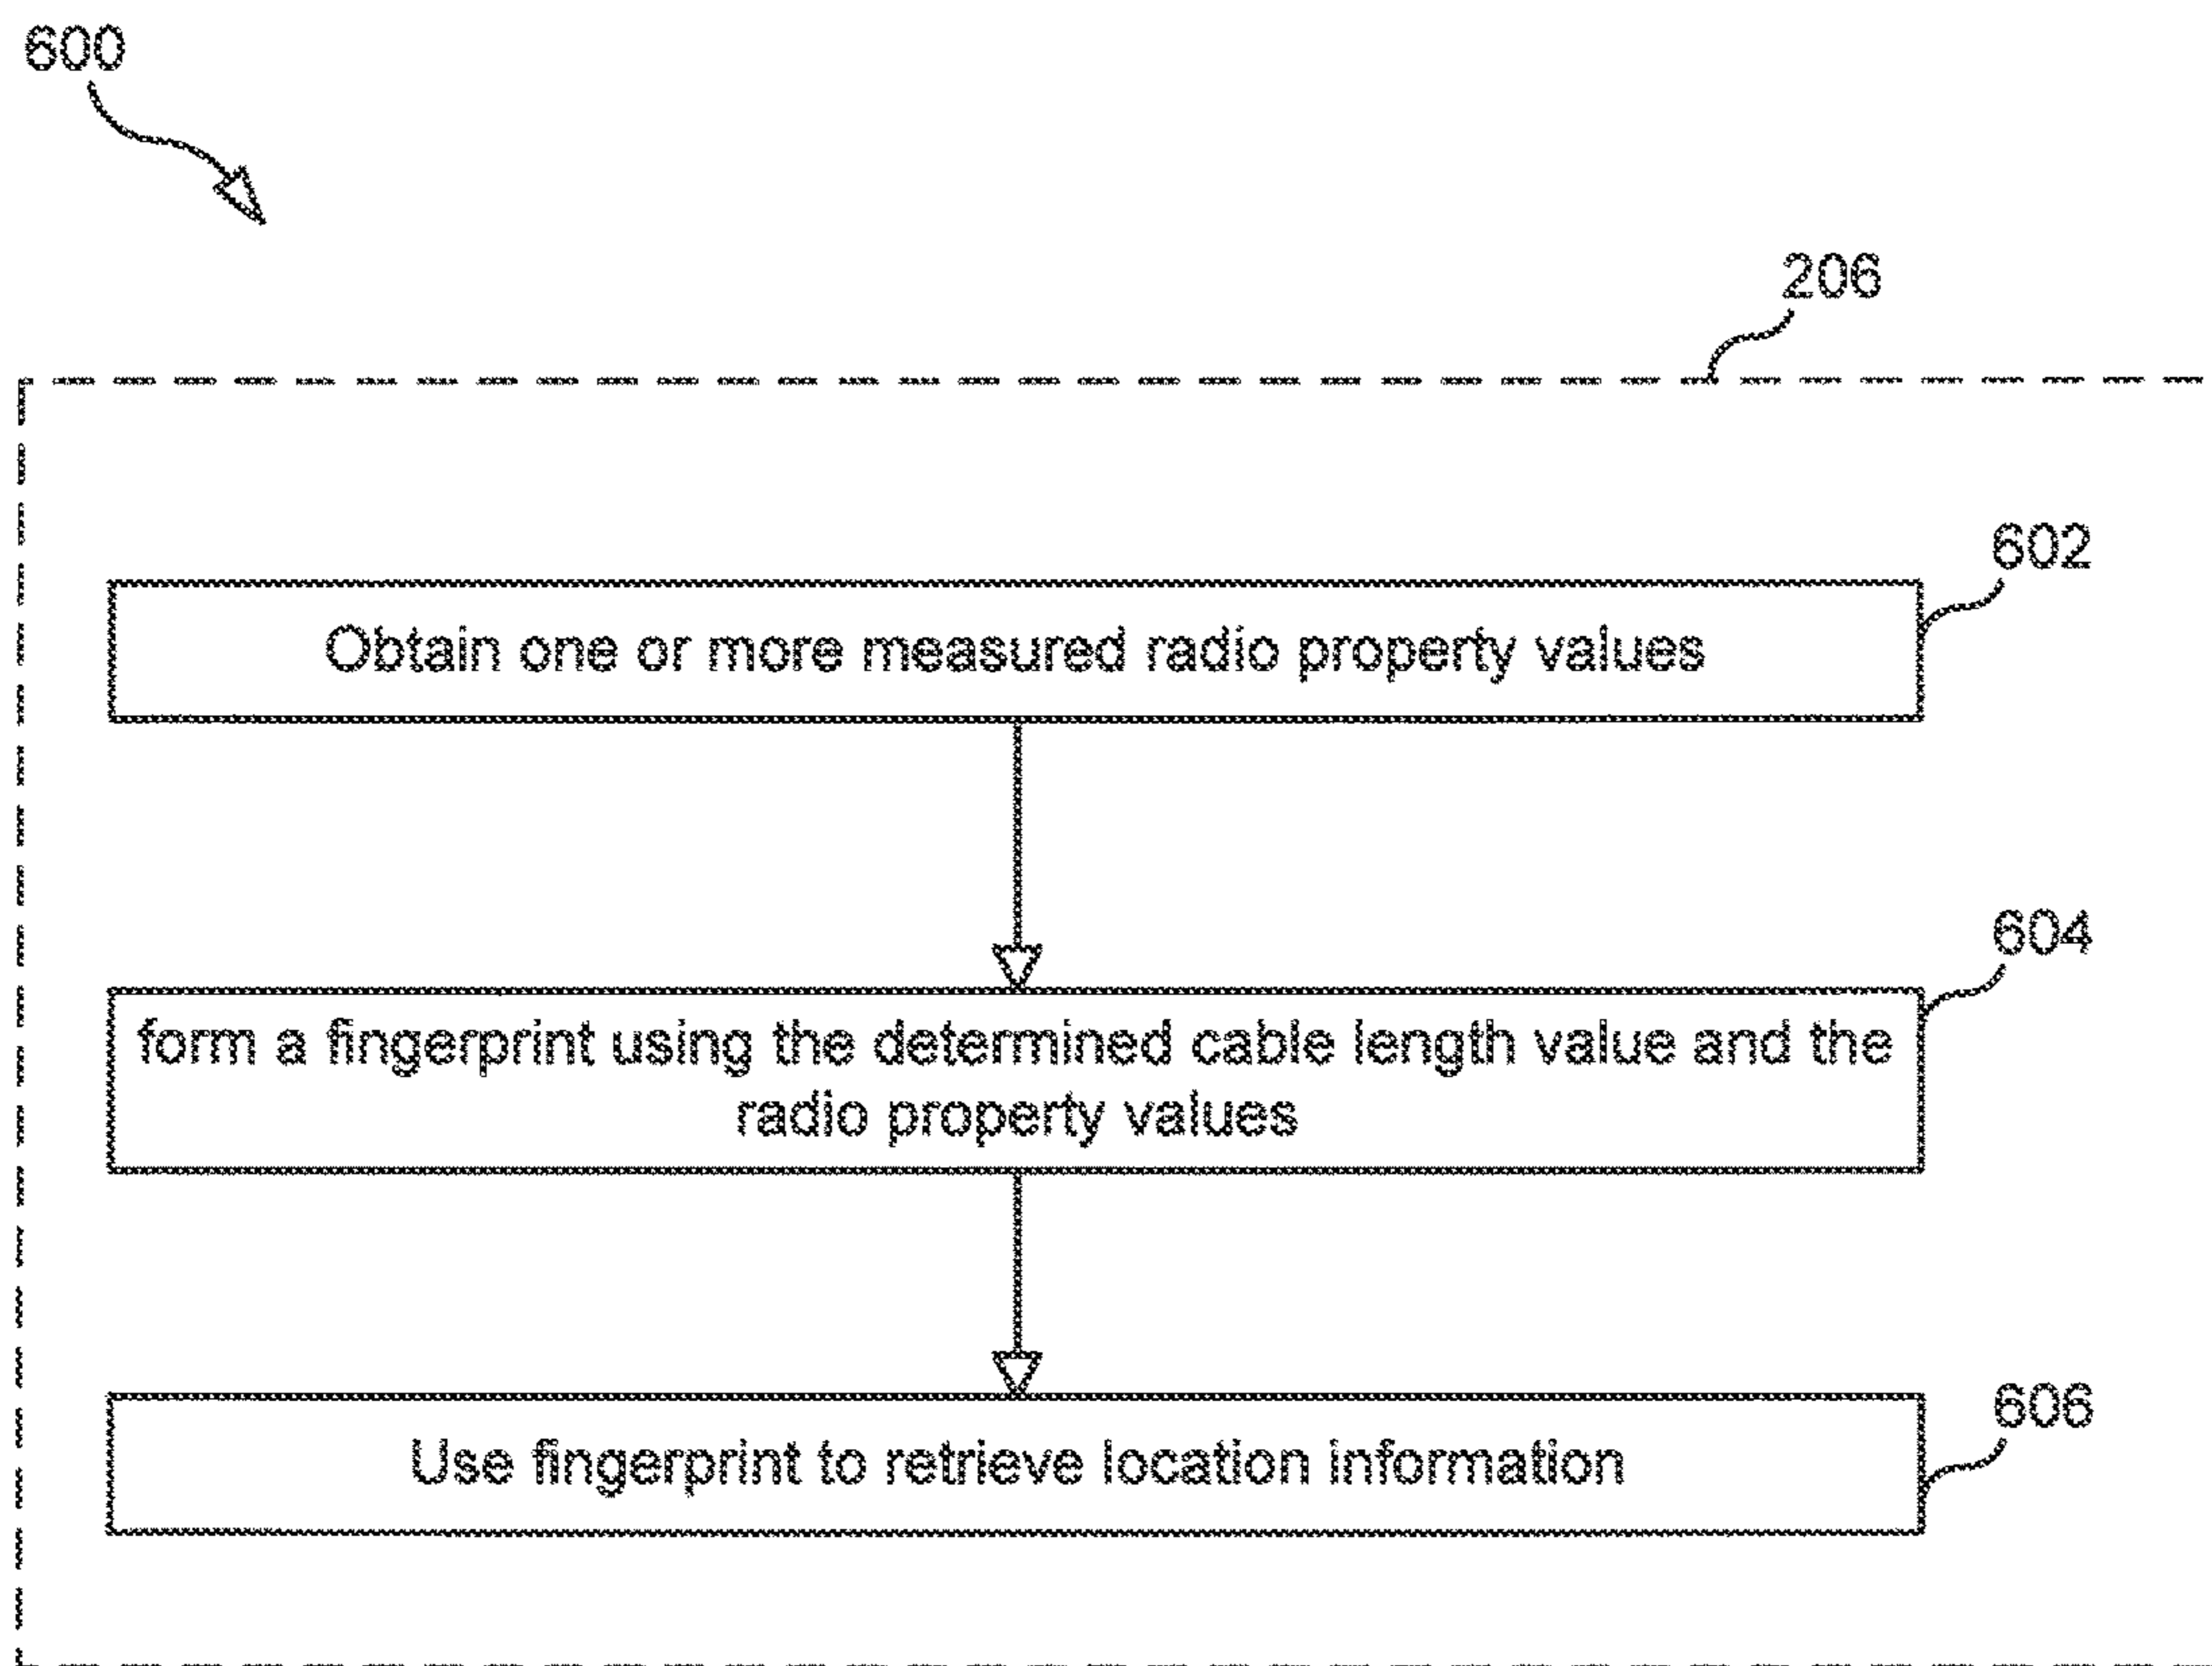 600
206
602
Obtain one or more measured radio property values
604
form a fingerprint using the determined cable length value and the
radio property values
606
Use fingerprint to retrieve location information